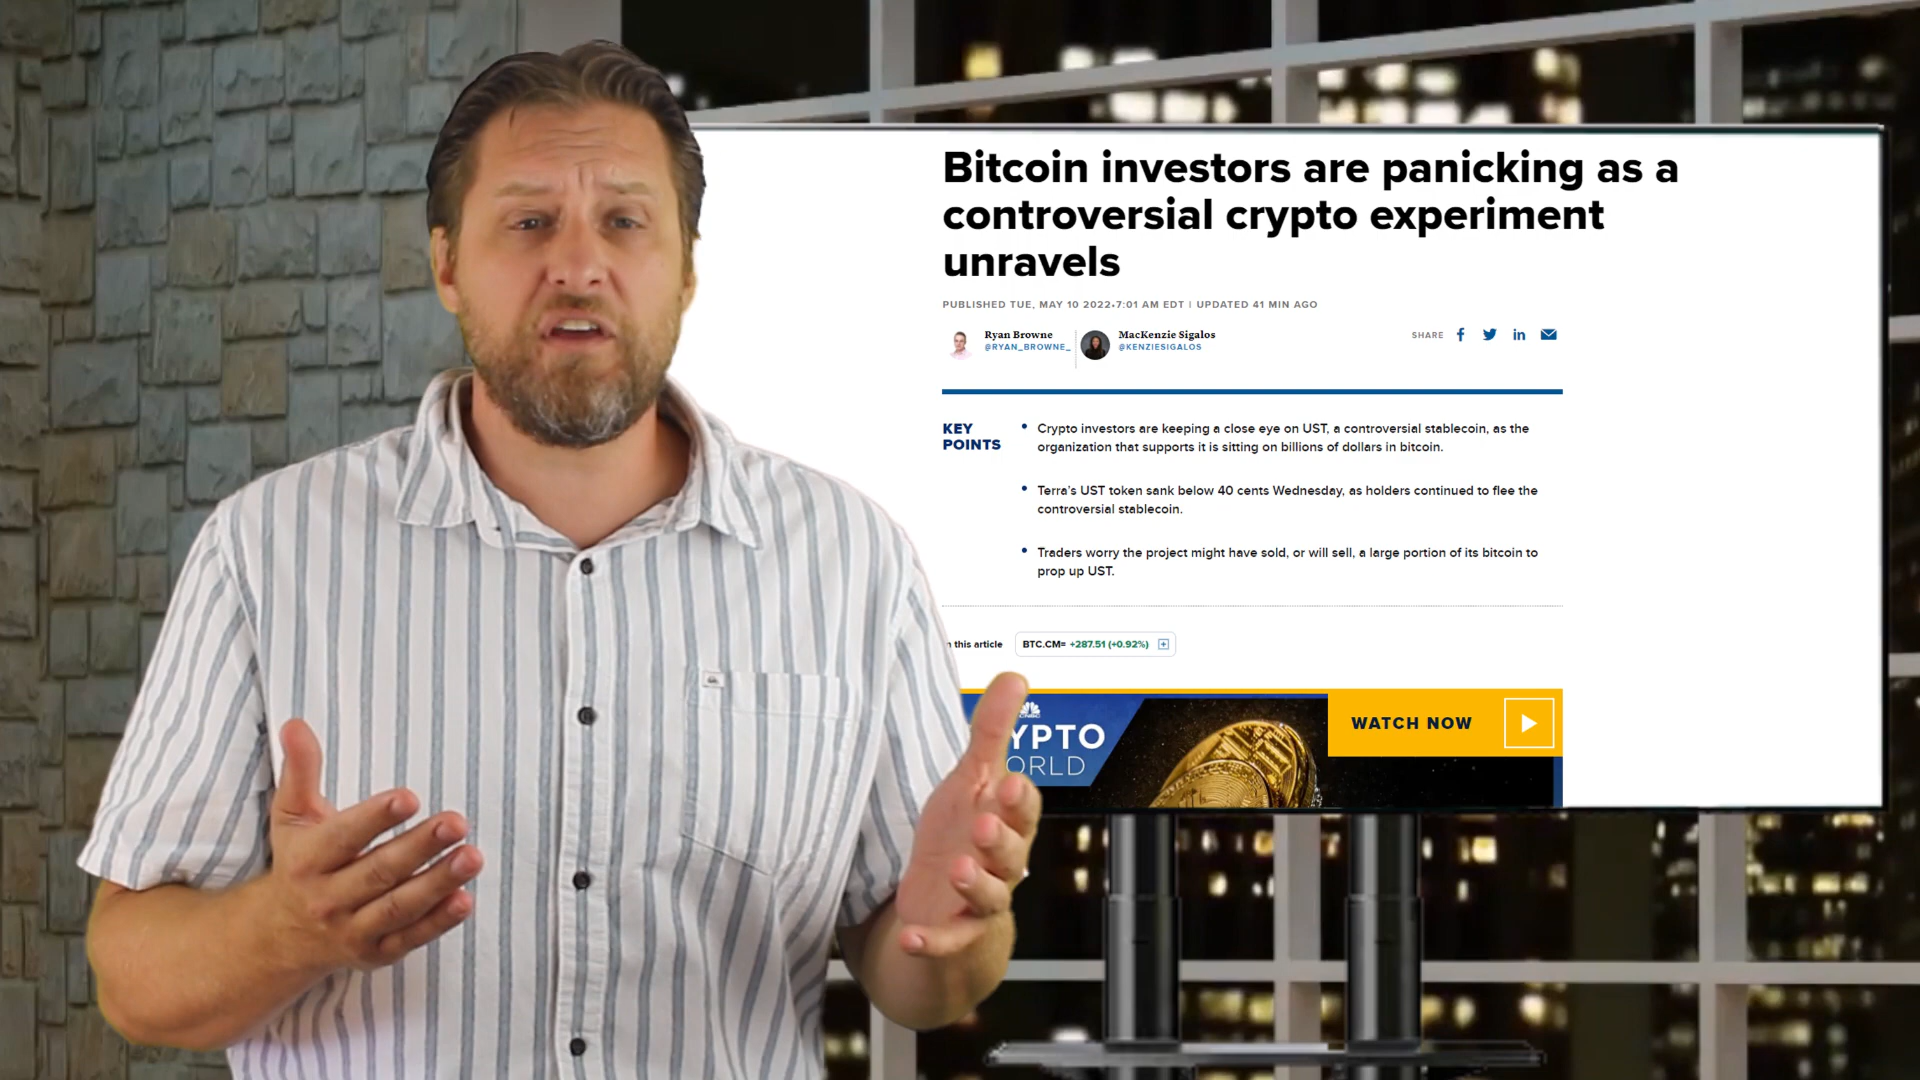 Bitcoin investors are panicking as a
controversial crypto experiment
unravels
PUBLISHED TUE, MAY 10 2022•7:01 AM EDT | UPDATED 41 MIN AGO
Ryan Browne
@RYAN_BROWNE_
MacKenzie Sigalos
@KENZIESIGALOS
SHARE
KEY
POINTS
• Crypto investors are keeping a close eye on UST, a controversial stablecoin, as the
organization that supports it is sitting on billions of dollars in bitcoin.
• Terra's UST token sank below 40 cents Wednesday, as holders continued to flee the
controversial stablecoin.
• Traders worry the project might have sold, or will sell, a large portion of its bitcoin to
prop up UST.
n this article
BTC.CM= +287.51 (+0.92%)
CNBC
YPTO
ORLD
WATCH NOW